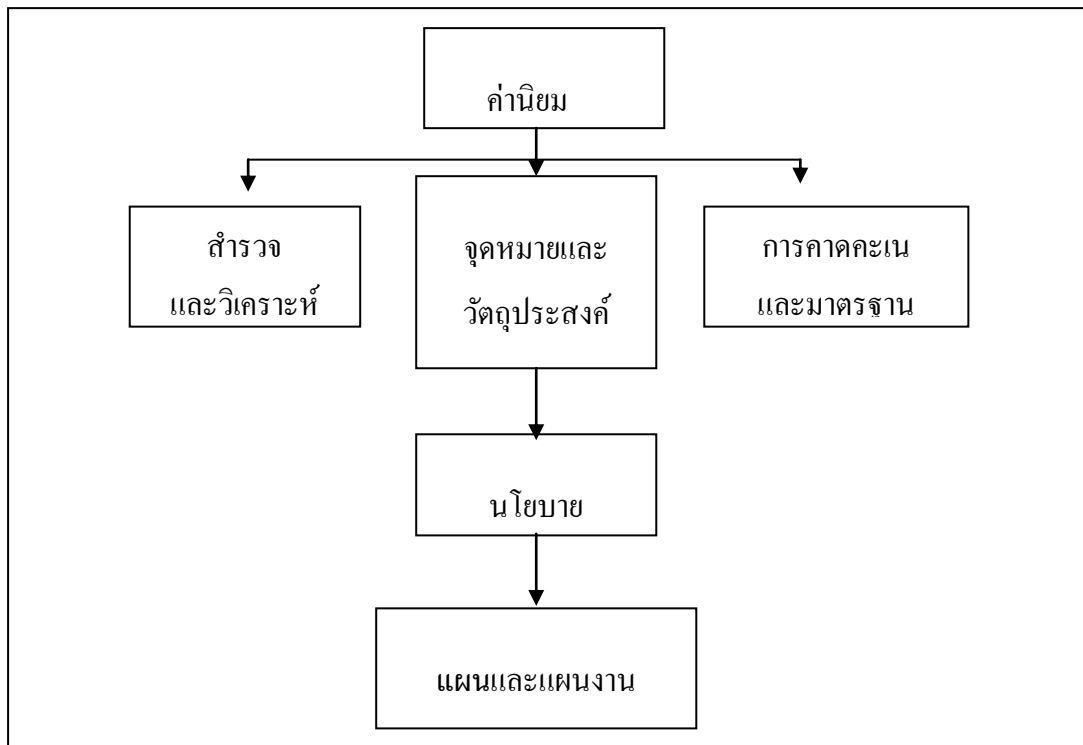 ค่านิยม
สำรวจ
และวิเคราะห์
จุดหมายและ
วัตถุประสงค์
การคาดคะเน
และมาตรฐาน
นโยบาย
แผนและแผนงาน